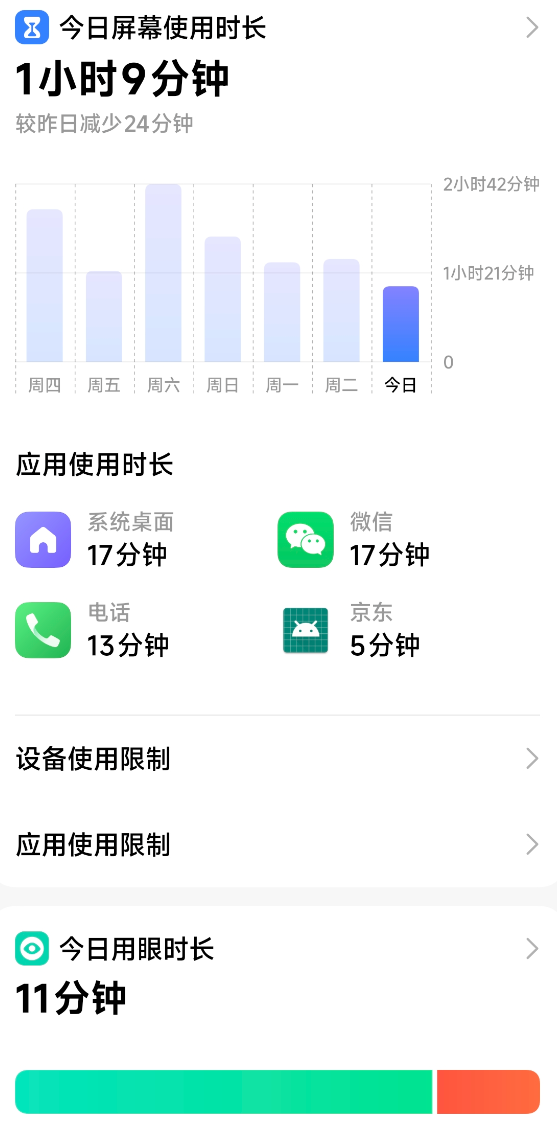 今日屏幕使用时长
1小时9分钟
较昨日减少24分钟
2小时42分钟
1小时21分钟
0
周四 周五 周六 周日 周一 周二 今日
应用使用时长
系统桌面 微信
17分钟 17分钟
电话 京东
13分钟 5分钟
设备使用限制
应用使用限制
今日用眼时长
11分钟